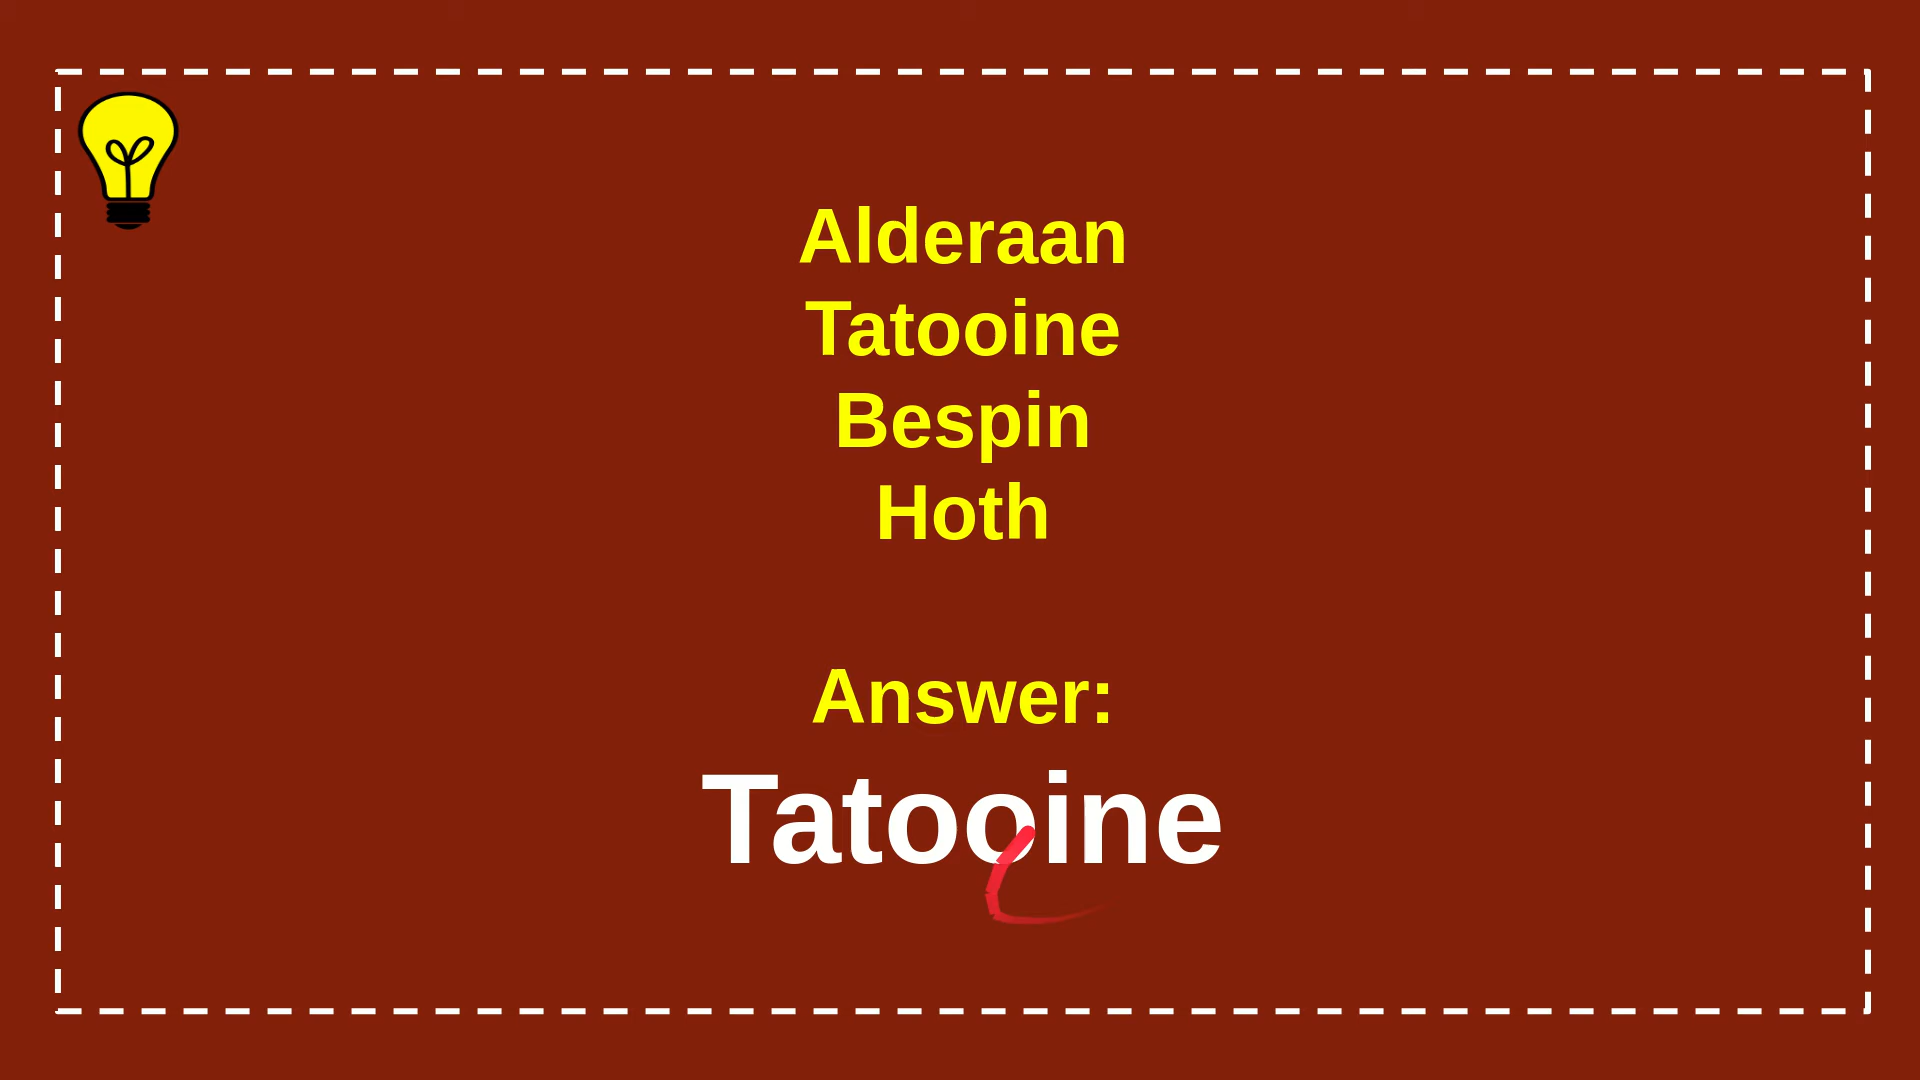 Alderaan
Tatooine
Bespin
Hoth
Answer:
Tatooine